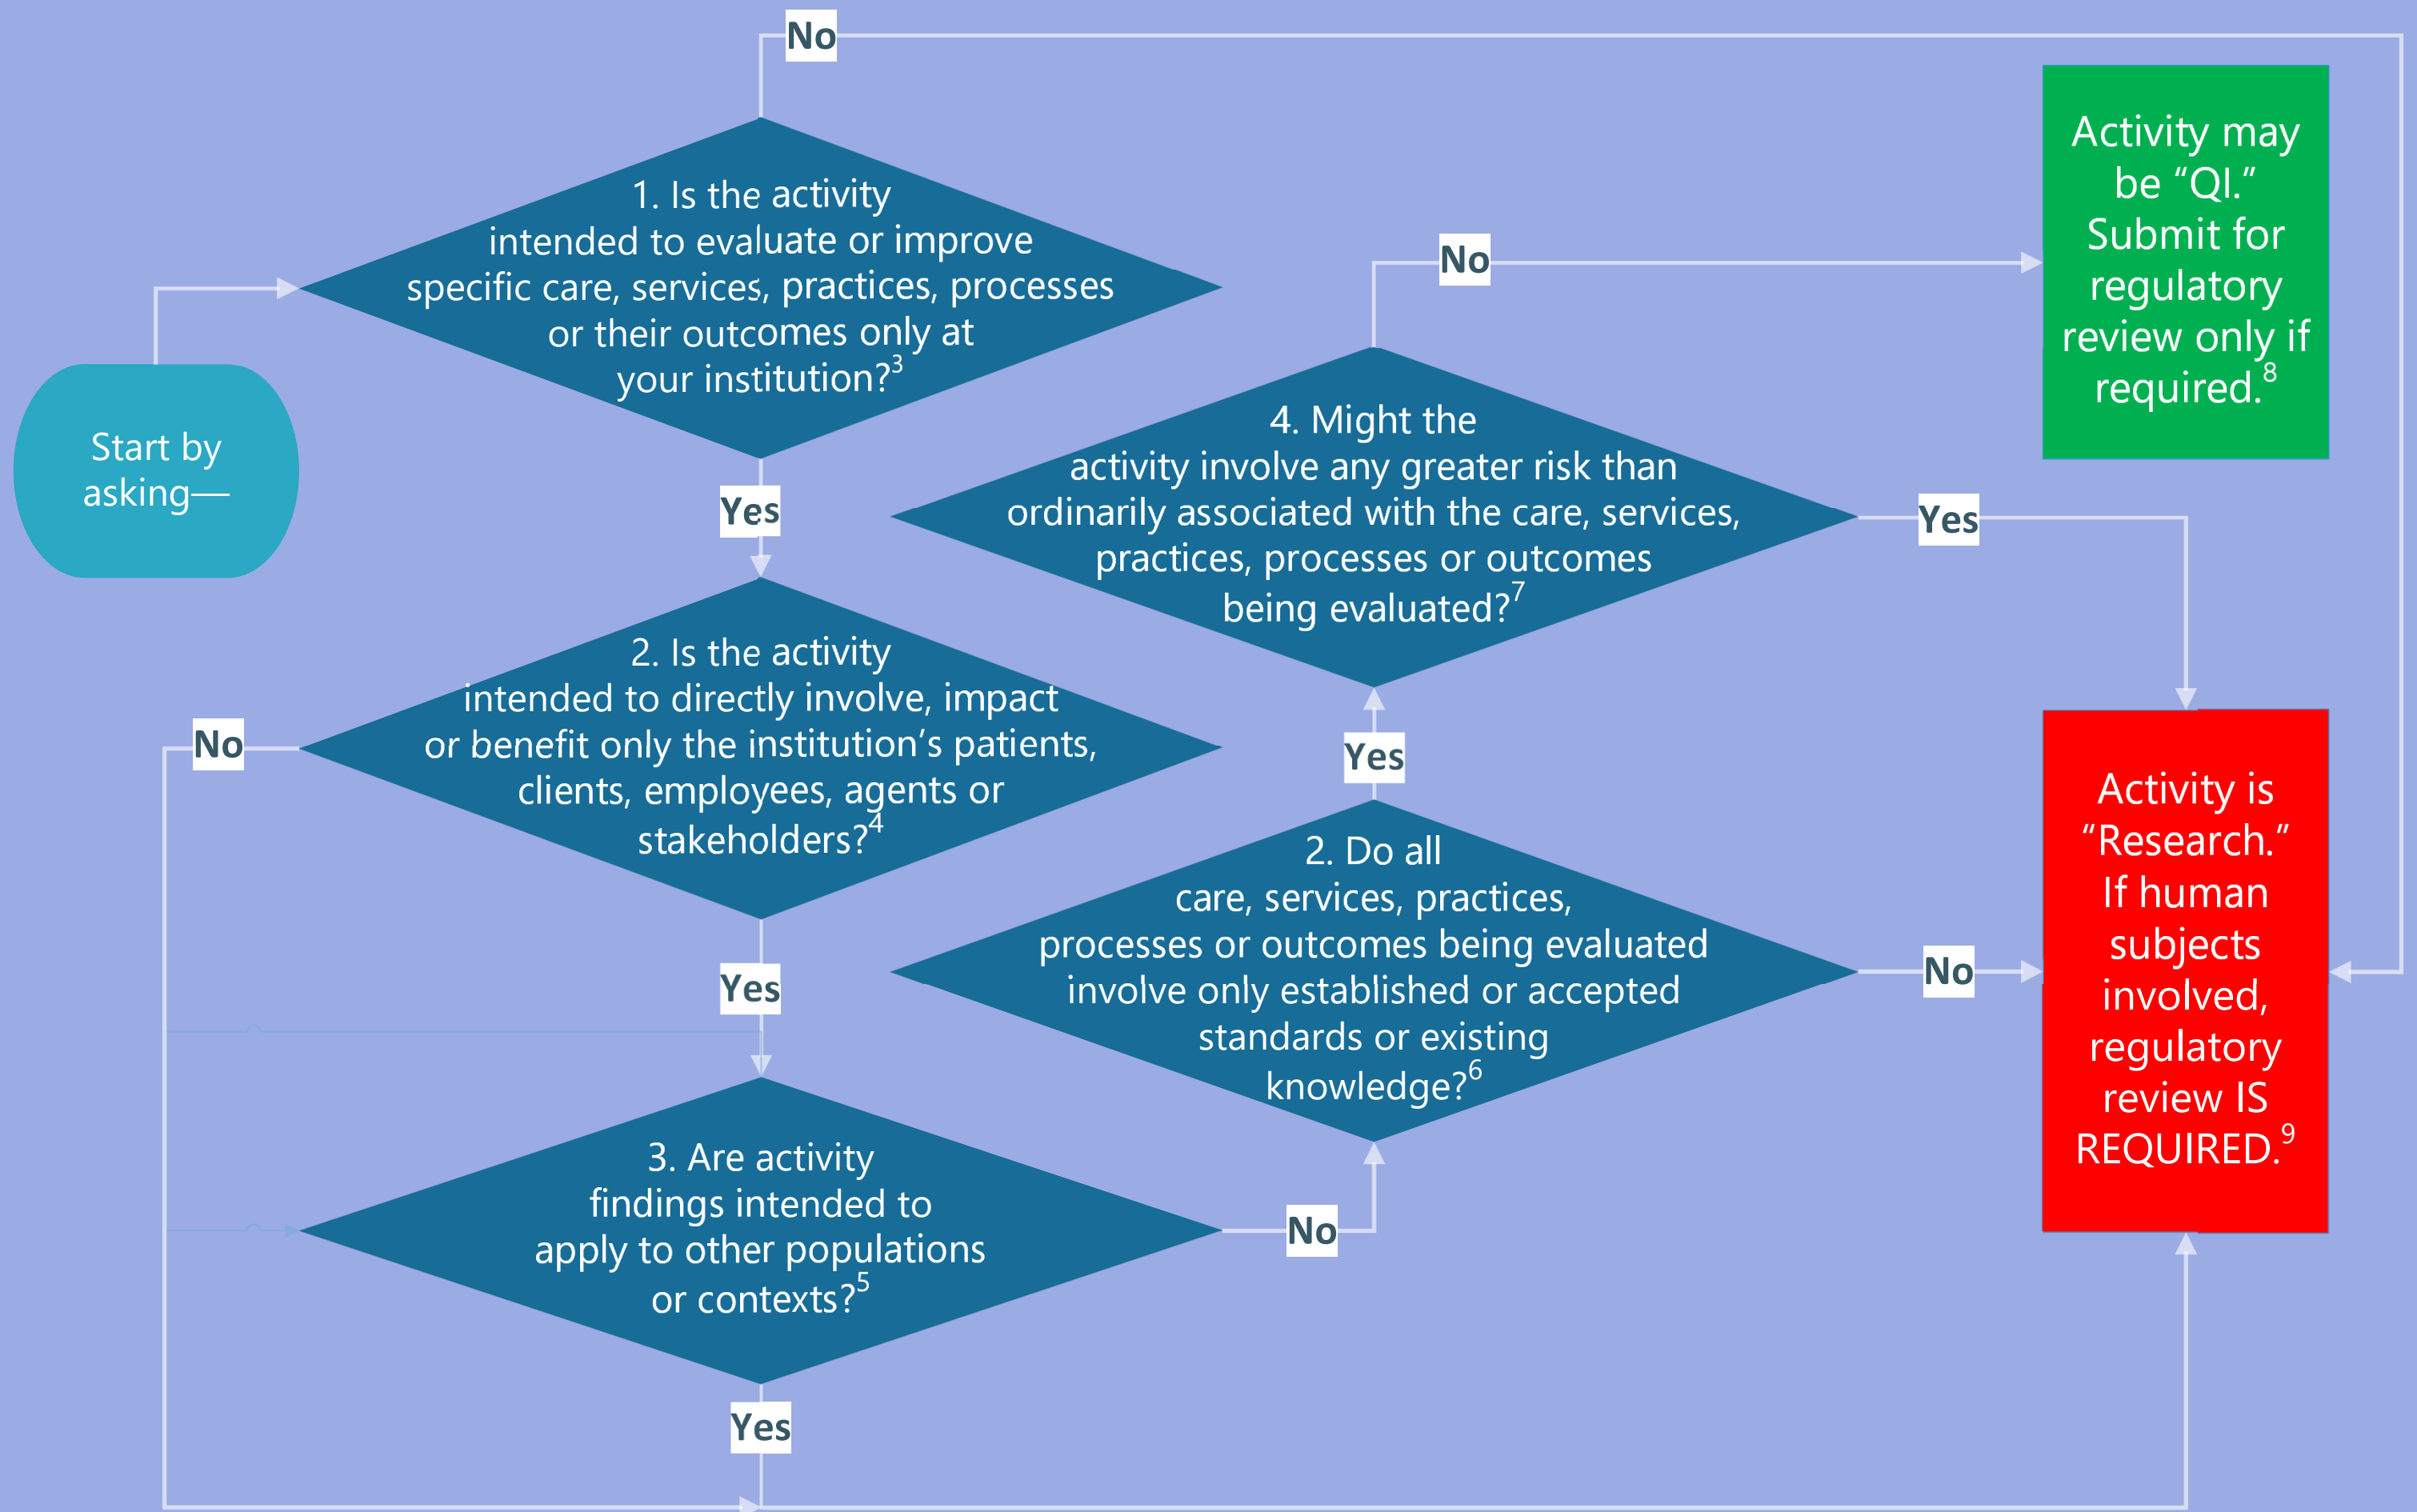 Start by
asking—
No
1. Is the activity
intended to evaluate or improve
specific care, services, practices, processes
or their outcomes only at
your institution?3
Yes
2. Is the activity
intended to directly involve, impact
or benefit only the institution’s patients,
clients, employees, agents or
stakeholders?4
No
Yes
3. Are activity
findings intended to
apply to other populations
or contexts?5
Yes
No
2. Do all
care, services, practices,
processes or outcomes being evaluated
involve only established or accepted
standards or existing
knowledge?6
No
Yes
4. Might the
activity involve any greater risk than
ordinarily associated with the care, services,
practices, processes or outcomes
being evaluated?7
No
Yes
Activity may
be “QI.”
Submit for
regulatory
review only if
required.8
Activity is
“Research.”
If human
subjects
involved,
regulatory
review IS
REQUIRED.9